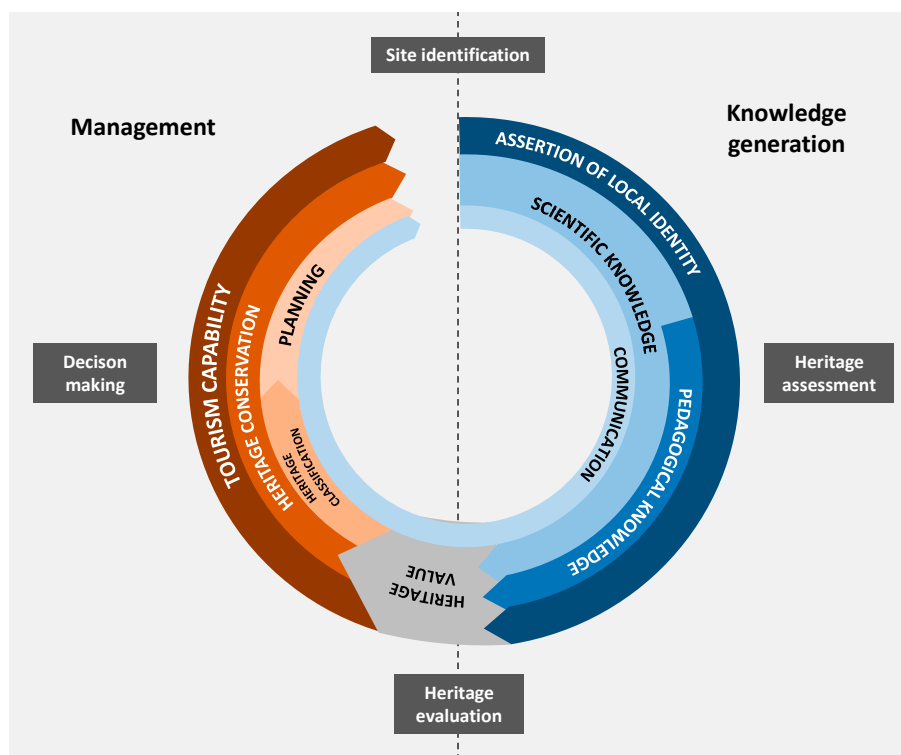 Site identification
Management
Knowledge
generation
ASSERTION OF LOCAL IDENTITY
SCIENTIFIC KNOWLEDGE
COMMUNICATION
PEDAGOGICAL KNOWLEDGE
Heritage
assessment
HERITAGE
VALUE
Heritage
evaluation
HERITAGE
CLASSIFICATION
PLANNING
HERITAGE CONSERVATION
TOURISM CAPABILITY
Decison
making